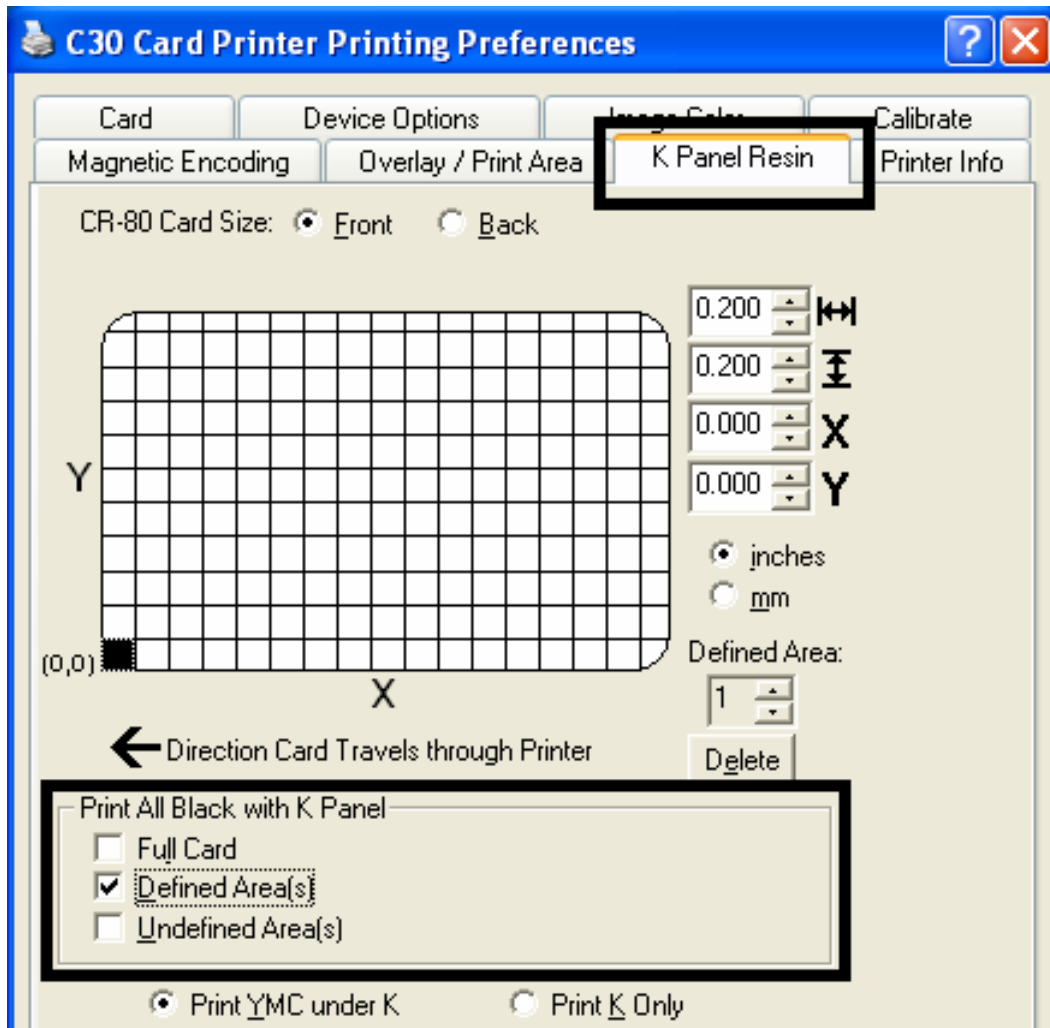 C30 Card Printer Printing Preferences
Card Device Options Image Color Calibrate
Magnetic Encoding Overlay / Print Area K Panel Resin Printer Info
CR-80 Card Size: Front Back
0.200
0.200
0.000 X
Y 0.000 Y
inches
mm
(0,0) Defined Area:
X 1
Direction Card Travels through Printer Delete
Print All Black with K Panel
Full Card
Defined Area(s)
Undefined Area(s)
Print YMC under K Print K Only